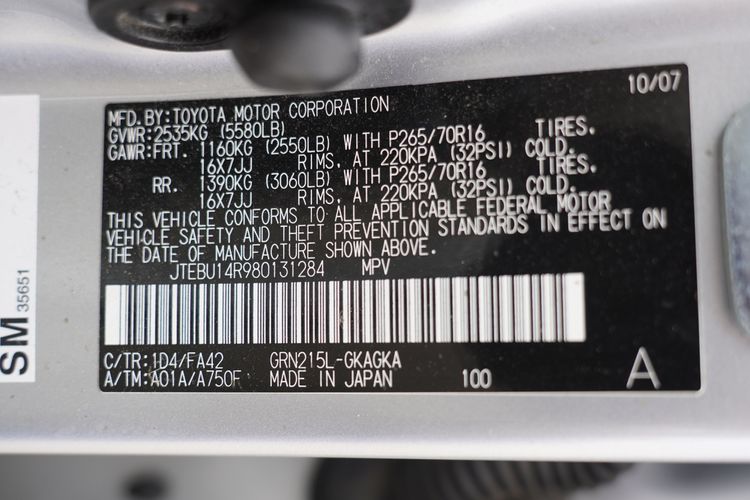 10/07
MFD.BY:TOYOTA MOTOR CORPORATION
GVWR:2535KG (5580LB)
GAWR:FRT. 1160KG (2550LB) WITH P265/70R16 TIRES,
16X7JJ RIMS, AT 220KPA (32PSI) COLD.
RR. 1390KG (3060LB) WITH P265/70R16 TIRES,
16X7JJ RIMS, AT 220KPA (32PSI) COLD.
THIS VEHICLE CONFORMS TO ALL APPLICABLE FEDERAL MOTOR
VEHICLE SAFETY AND THEFT PREVENTION STANDARDS IN EFFECT ON
THE DATE OF MANUFACTURE SHOWN ABOVE.
JTEBU14R980131284 MPV
C/TR:1D4/FA42 GRN215L-GKAGKA
A/TM:A01A/A750F MADE IN JAPAN 100 A
SM 35651